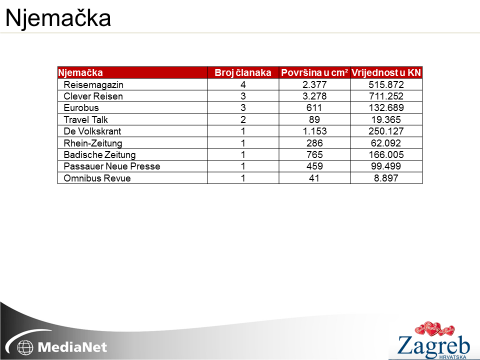 Njemačka
Njemačka Broj članaka Površina u cm² Vrijednost u KN
Reisemagazin 4 2.377 515.872
Clever Reisen 3 3.278 711.252
Eurobus 3 611 132.689
Travel Talk 2 89 19.365
De Volkskrant 1 1.153 250.127
Rhein-Zeitung 1 286 62.092
Badische Zeitung 1 765 166.005
Passauer Neue Presse 1 459 99.499
Omnibus Revue 1 41 8.897
MediaNet
Zagreb
HRVATSKA